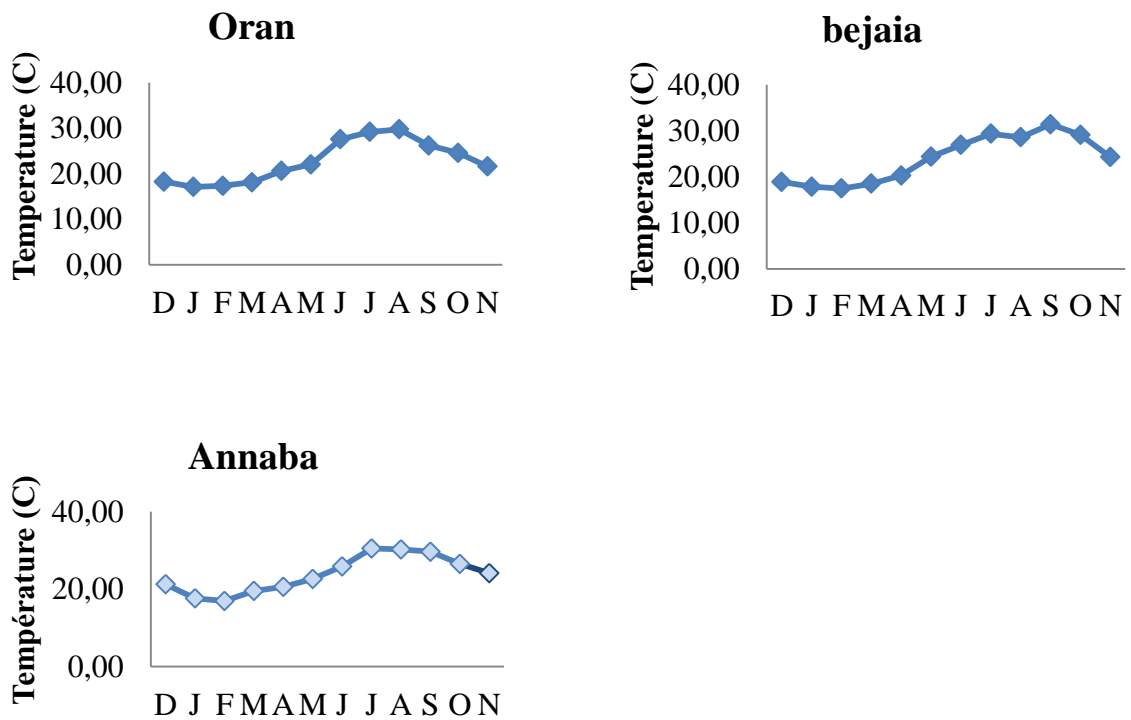 Oran
Temperature (C)
40,00
30,00
20,00
10,00
0,00
D J F M A M J J A S O N
bejaia
Temperature (C)
40,00
30,00
20,00
10,00
0,00
D J F M A M J J A S O N
Annaba
Température (C)
40,00
20,00
0,00
D J F M A M J J A S O N